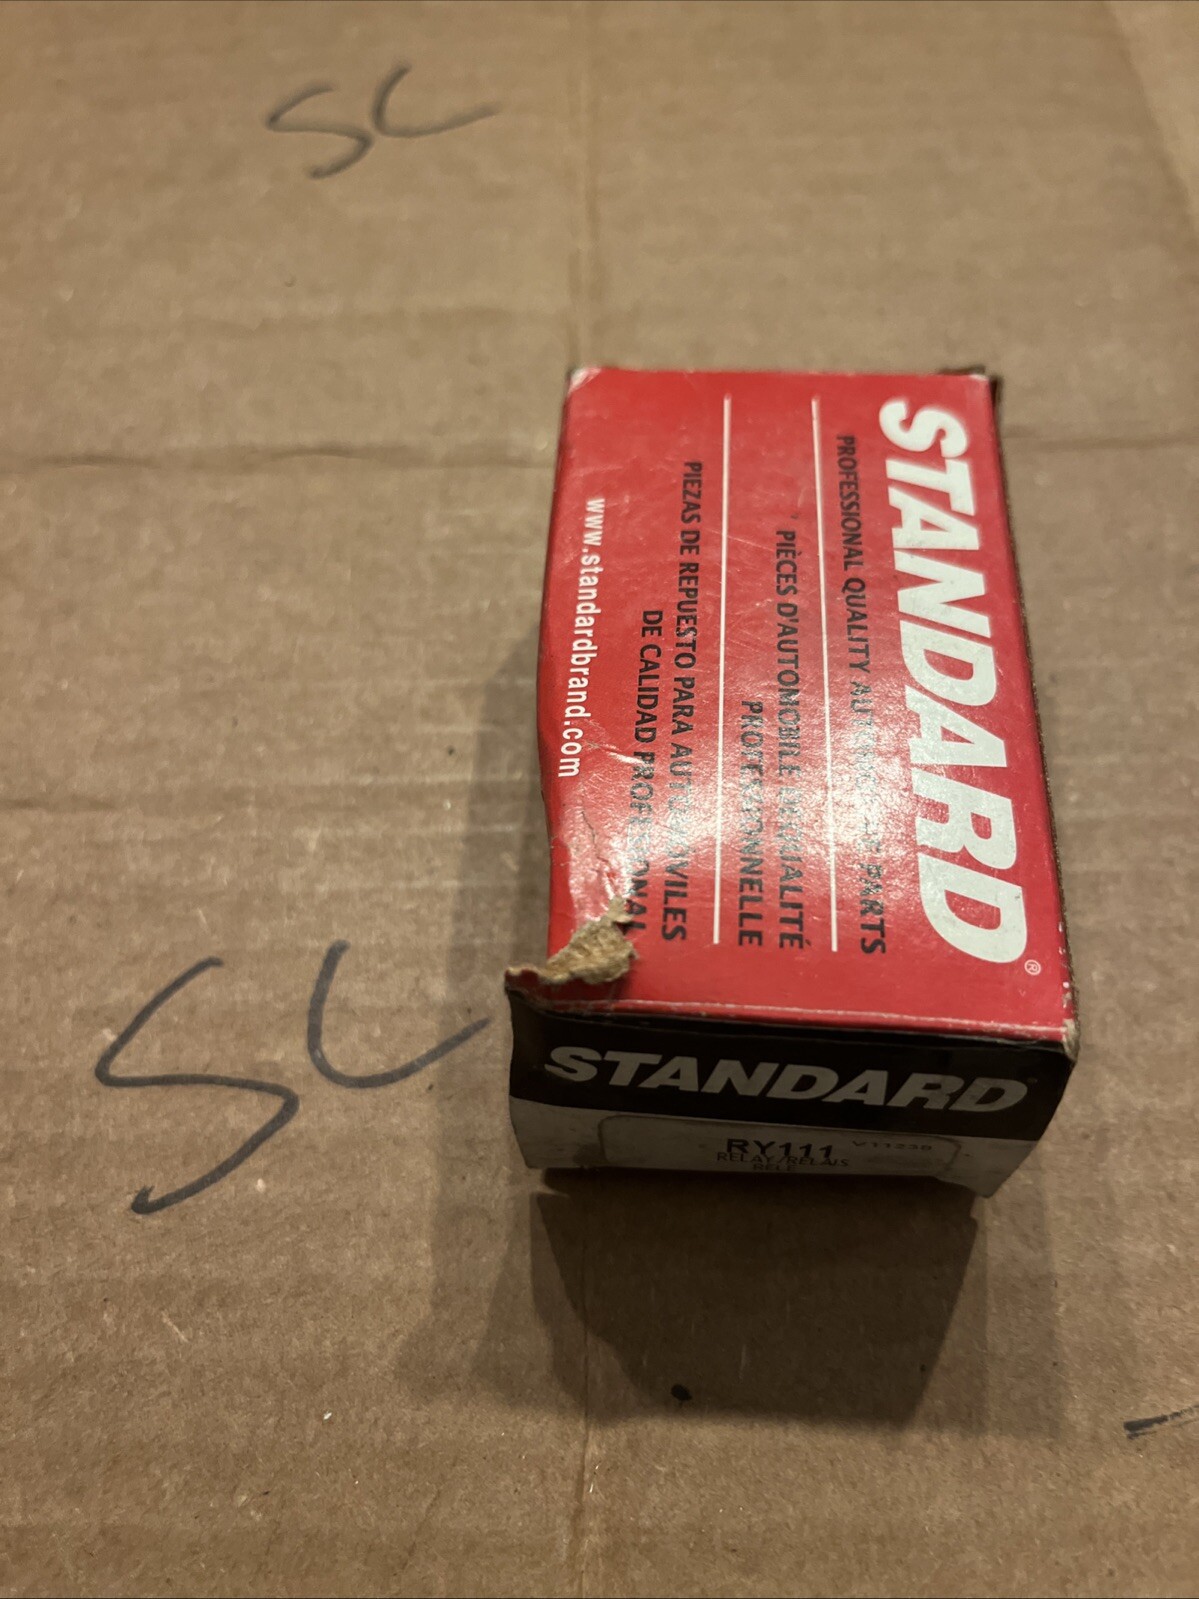 SC
STANDARD®
PROFESSIONAL QUALITY AUTOMOTIVE PARTS
PIÈCES D'AUTOMOBILE DE QUALITÉ
PROFESSIONNELLE
PIEZAS DE REPUESTO PARA AUTOMÓVILES
DE CALIDAD PROFESIONAL
www.standardbrand.com
SC
STANDARD
RY111
RELAY/RELAIS